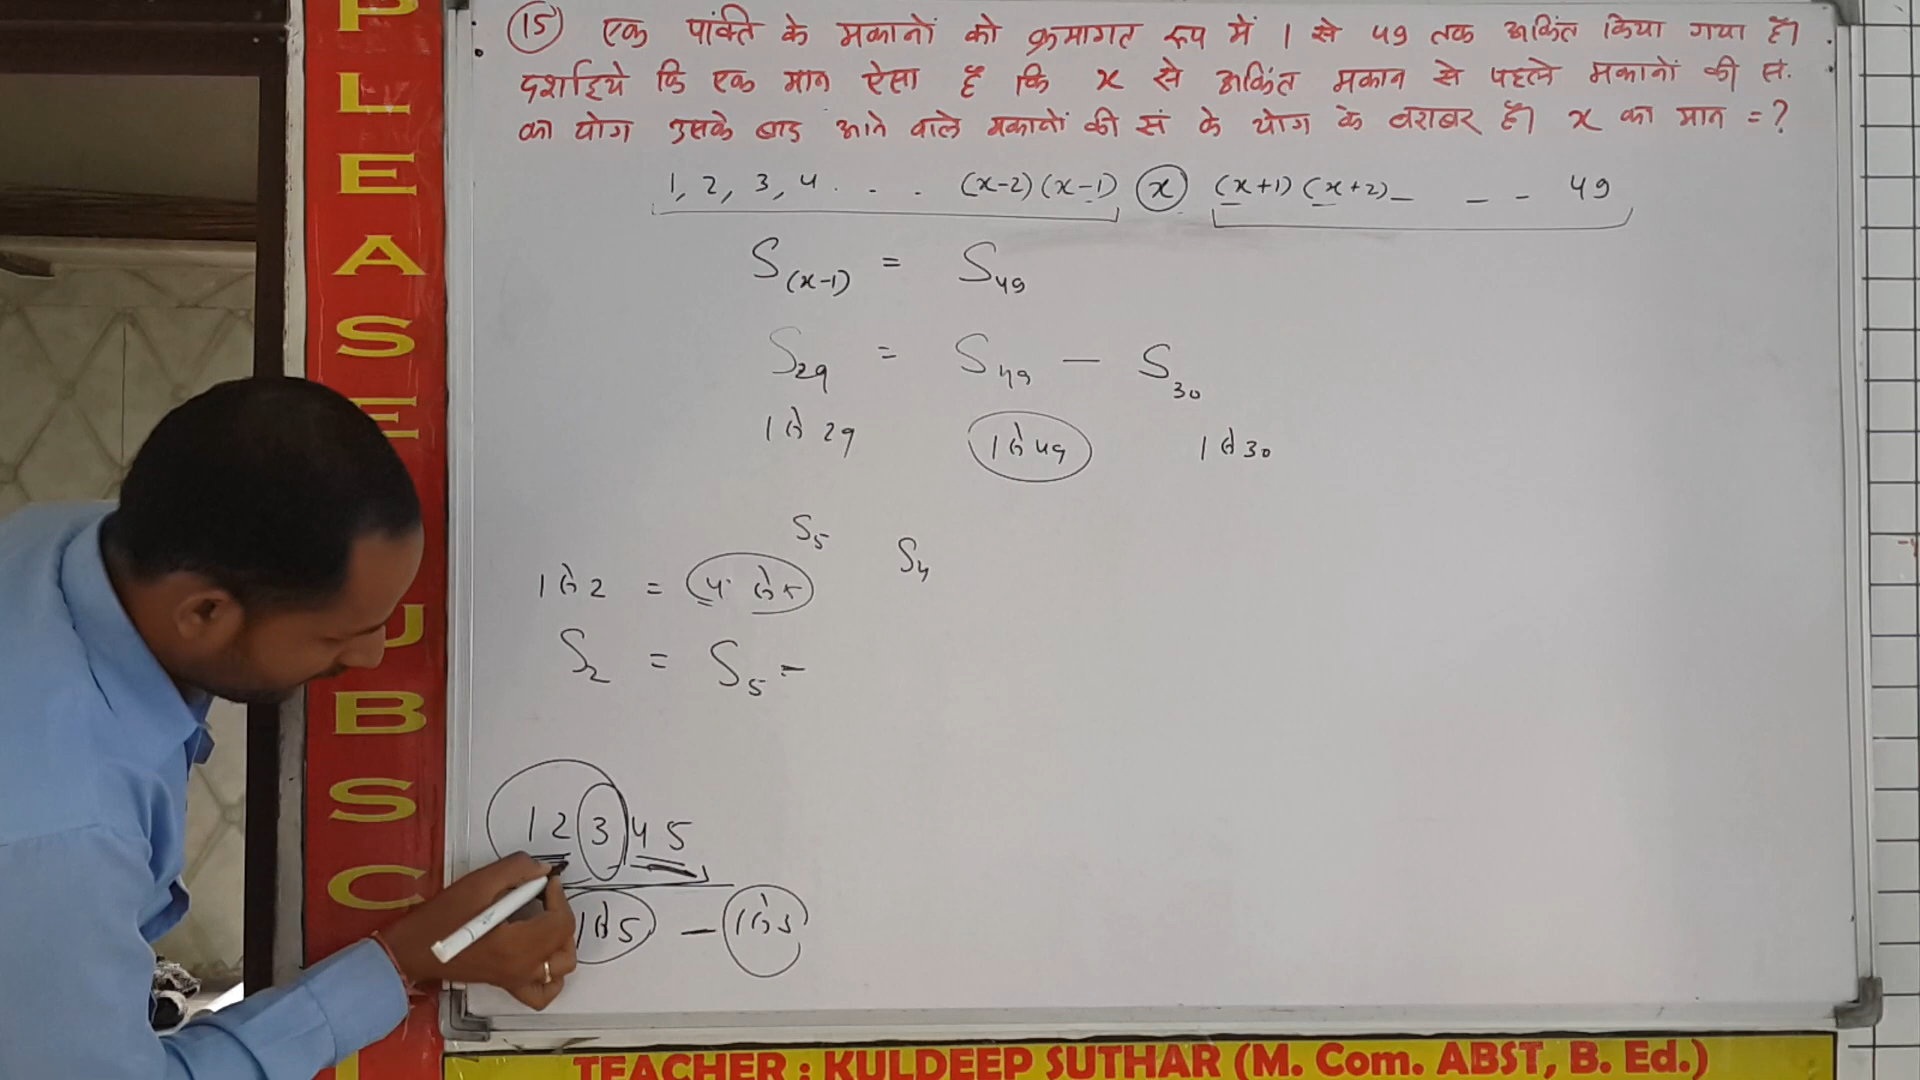 PLEASE SUBSC
(15) एक पांक्ति के मकानों को क्रमागत रूप में 1 से 49 तक अकिंत किया गया है।
दर्शाइये कि एक मान ऐसा है कि x से अकिंत मकान से पहले मकानों की सं.
का योग उसके बाद आने वाले मकानों की सं के योग के बराबर है। x का मान = ?
1, 2, 3, 4 . . . (x-2) (x-1) (x) (x+1) (x+2) _ _ _ - 49
S(x-1) = S49
S29 = S49 - S30
1 से 29 1 से 49 1 से 30
S5 S4
1 से 2 = 4 से 5
S2 = S5 -
1 2 3 4 5
1 से 5 - 1 से 3
TEACHER : KULDEEP SUTHAR (M. Com. ABST, B. Ed.)